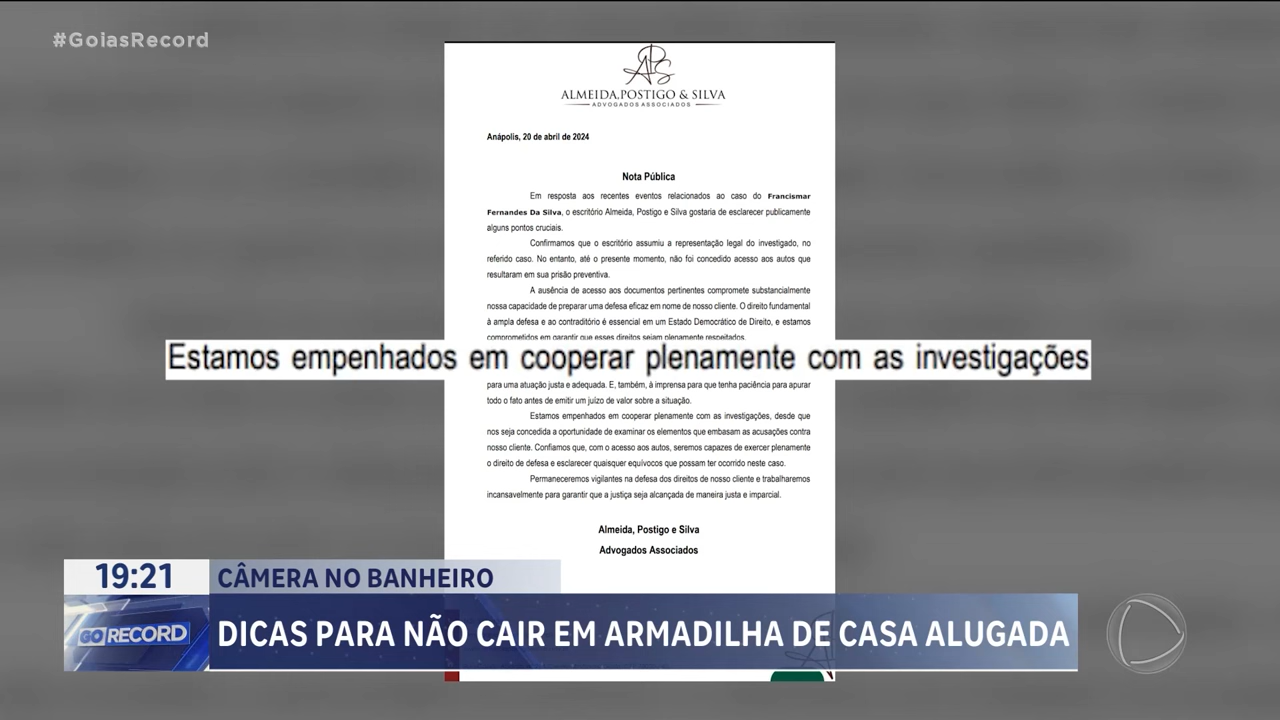 #GoiasRecord
APS
ALMEIDA,POSTIGO & SILVA
ADVOGADOS ASSOCIADOS
Anápolis, 20 de abril de 2024
Nota Pública
Em resposta aos recentes eventos relacionados ao caso do Francismar
Fernandes Da Silva, o escritório Almeida, Postigo e Silva gostaria de esclarecer publicamente
alguns pontos cruciais.
Confirmamos que o escritório assumiu a representação legal do investigado, no
referido caso. No entanto, até o presente momento, não foi concedido acesso aos autos que
resultaram em sua prisão preventiva.
A ausência de acesso aos documentos pertinentes compromete substancialmente
nossa capacidade de preparar uma defesa eficaz em nome de nosso cliente. O direito fundamental
à ampla defesa e ao contraditório é essencial em um Estado Democrático de Direito, e estamos
comprometidos em garantir que esses direitos sejam plenamente respeitados.
Estamos empenhados em cooperar plenamente com as investigações
para uma atuação justa e adequada. E, também, à imprensa para que tenha paciência para apurar
todo o fato antes de emitir um juízo de valor sobre a situação.
Estamos empenhados em cooperar plenamente com as investigações, desde que
nos seja concedida a oportunidade de examinar os elementos que embasam as acusações contra
nosso cliente. Confiamos que, com o acesso aos autos, seremos capazes de exercer plenamente
o direito de defesa e esclarecer quaisquer equívocos que possam ter ocorrido neste caso.
Permaneceremos vigilantes na defesa dos direitos de nosso cliente e trabalharemos
incansavelmente para garantir que a justiça seja alcançada de maneira justa e imparcial.
Almeida, Postigo e Silva
Advogados Associados
19:21
CÂMERA NO BANHEIRO
GO RECORD
DICAS PARA NÃO CAIR EM ARMADILHA DE CASA ALUGADA